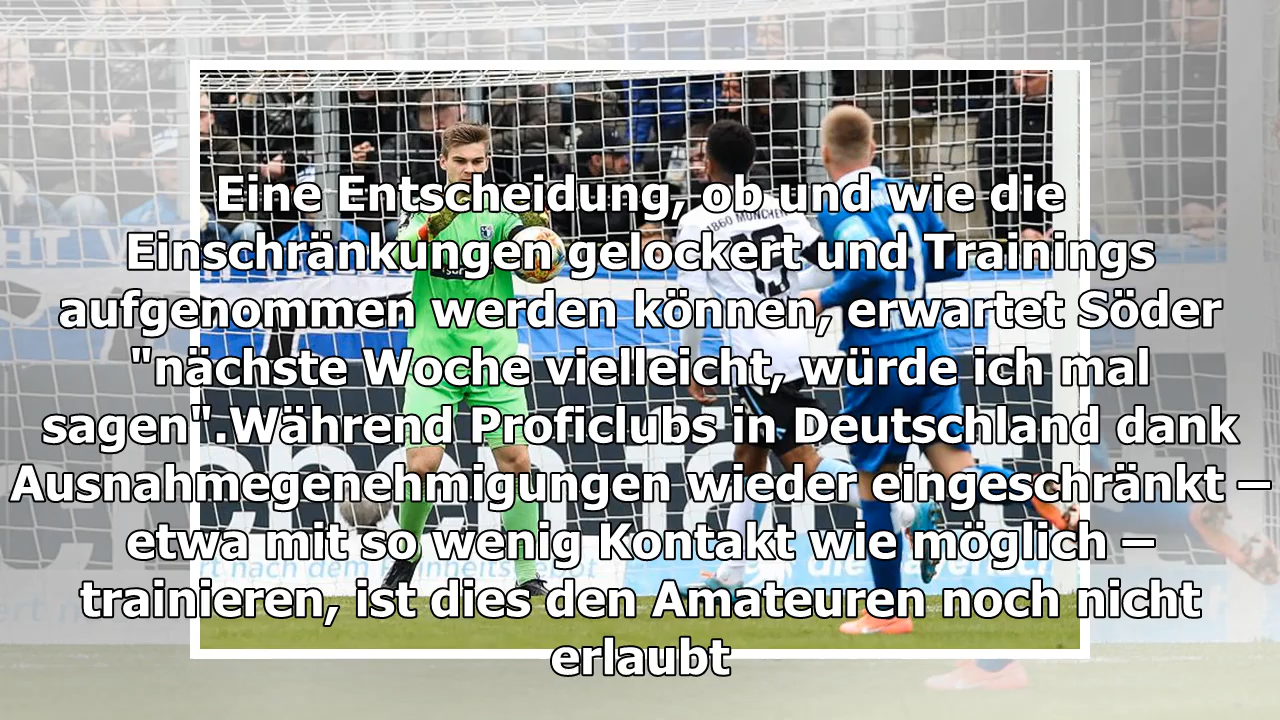 Eine Entscheidung, ob und wie die
Einschränkungen gelockert und Trainings
aufgenommen werden können, erwartet Söder
"nächste Woche vielleicht, würde ich mal
sagen".Während Proficlubs in Deutschland dank
Ausnahmegenehmigungen wieder eingeschränkt –
etwa mit so wenig Kontakt wie möglich –
trainieren, ist dies den Amateuren noch nicht
erlaubt
1860 MÜNCHEN